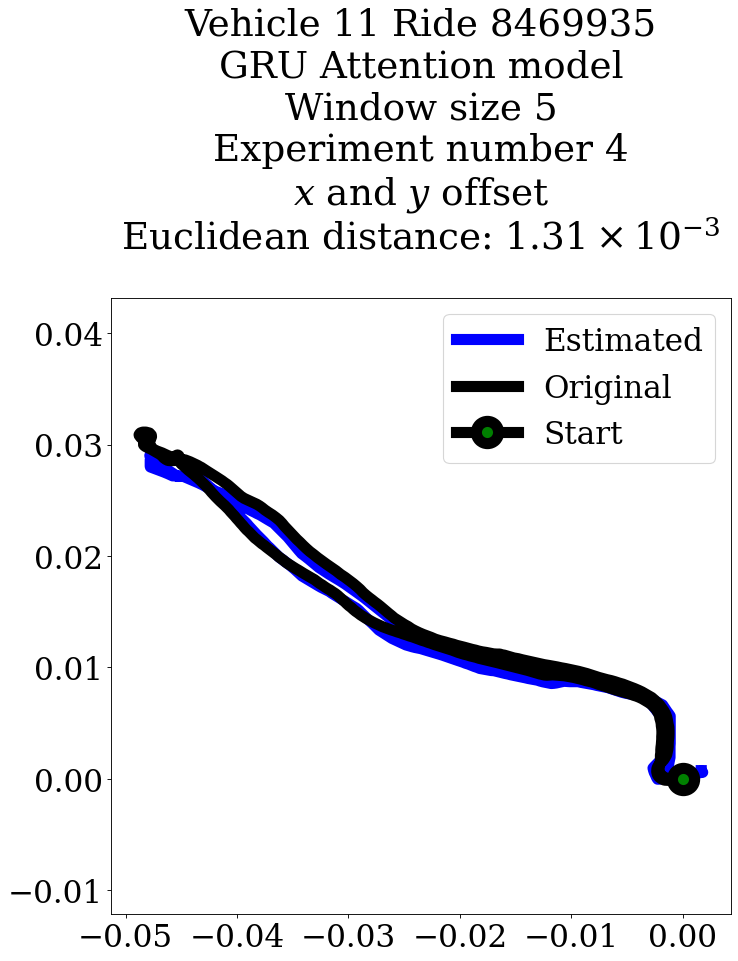 Vehicle 11 Ride 8469935
GRU Attention model
Window size 5
Experiment number 4
x and y offset
Euclidean distance: 1.31 × 10⁻³
Estimated
Original
Start
0.04
0.03
0.02
0.01
0.00
−0.01
−0.05 −0.04 −0.03 −0.02 −0.01 0.00